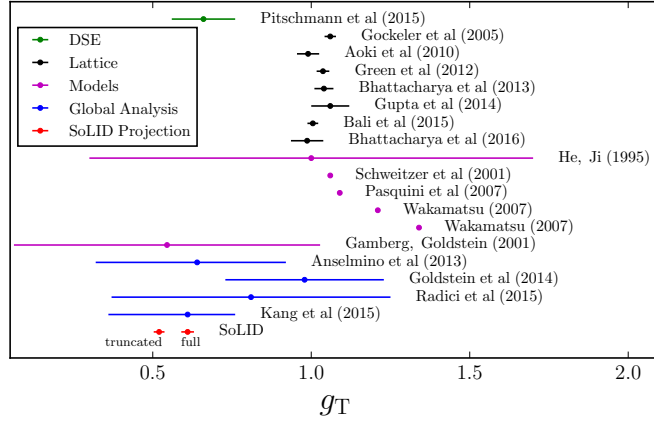 Pitschmann et al (2015)
DSE
Lattice
Models
Global Analysis
SoLID Projection
Gockeler et al (2005)
Aoki et al (2010)
Green et al (2012)
Bhattacharya et al (2013)
Gupta et al (2014)
Bali et al (2015)
Bhattacharya et al (2016)
He, Ji (1995)
Schweitzer et al (2001)
Pasquini et al (2007)
Wakamatsu (2007)
Wakamatsu (2007)
Gamberg, Goldstein (2001)
Anselmino et al (2013)
Goldstein et al (2014)
Radici et al (2015)
Kang et al (2015)
SoLID
truncated full
0.5 1.0 1.5 2.0
g_T